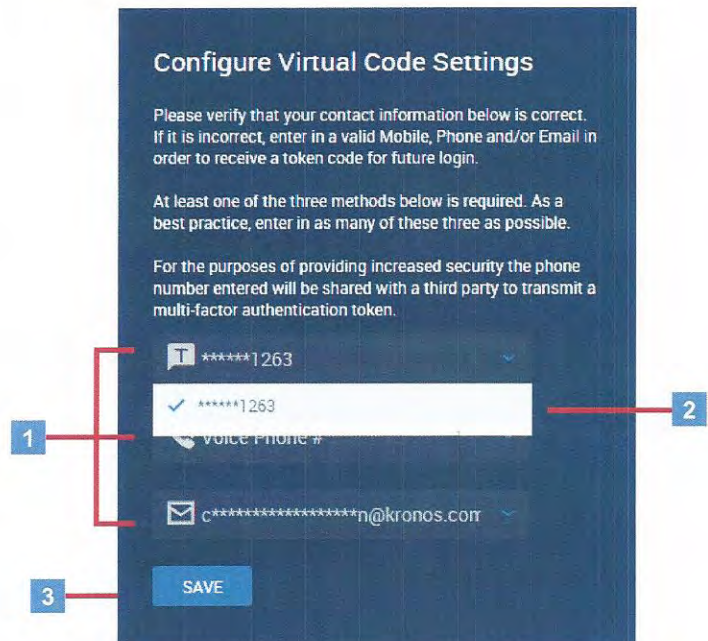 Configure Virtual Code Settings
Please verify that your contact information below is correct.
If it is incorrect, enter in a valid Mobile, Phone and/or Email in
order to receive a token code for future login.
At least one of the three methods below is required. As a
best practice, enter in as many of these three as possible.
For the purposes of providing increased security the phone
number entered will be shared with a third party to transmit a
multi-factor authentication token.
T ******1263
✓ ******1263
2
1
Voice Phone #
c******************n@kronos.com
3
SAVE